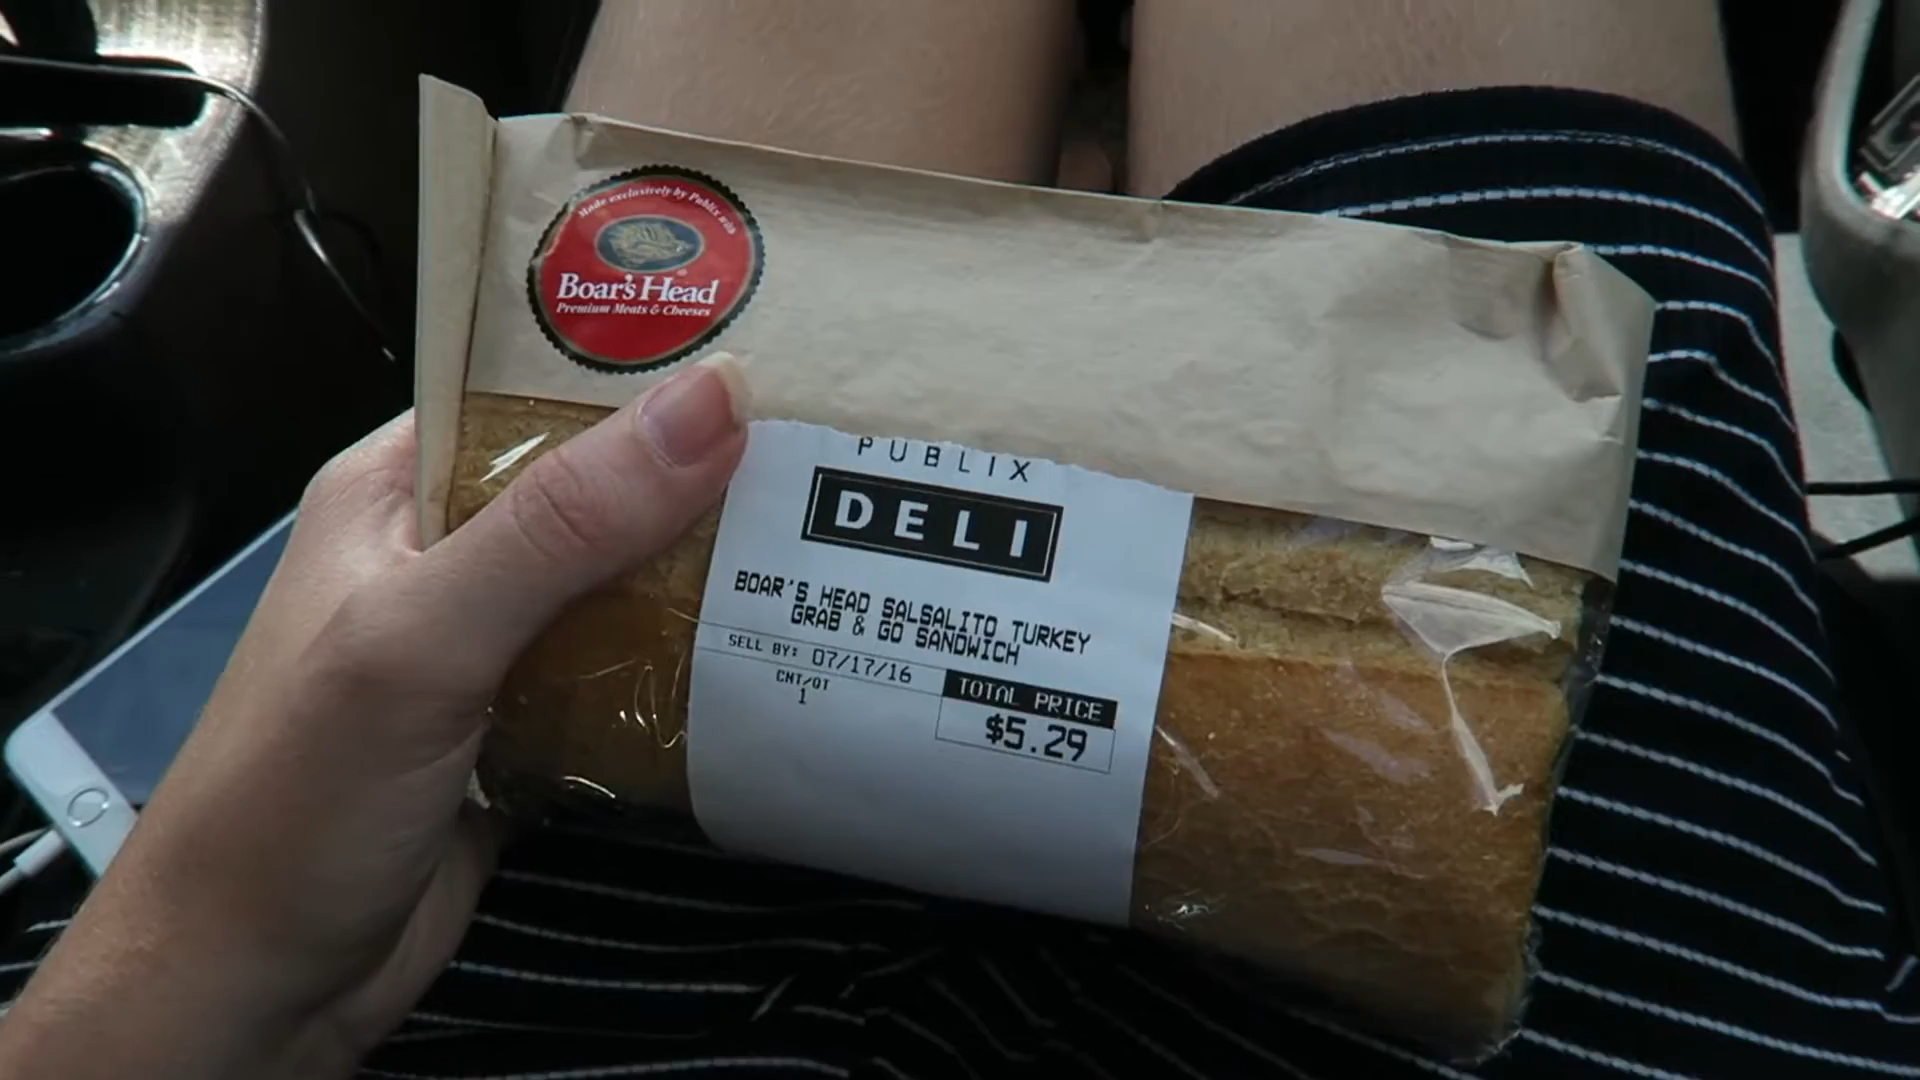 Made exclusively by Publix with
Boar's Head®
Premium Meats & Cheeses
PUBLIX
DELI
BOAR'S HEAD SALSALITO TURKEY
GRAB & GO SANDWICH
SELL BY: 07/17/16
CNT/QT
1
TOTAL PRICE
$5.29